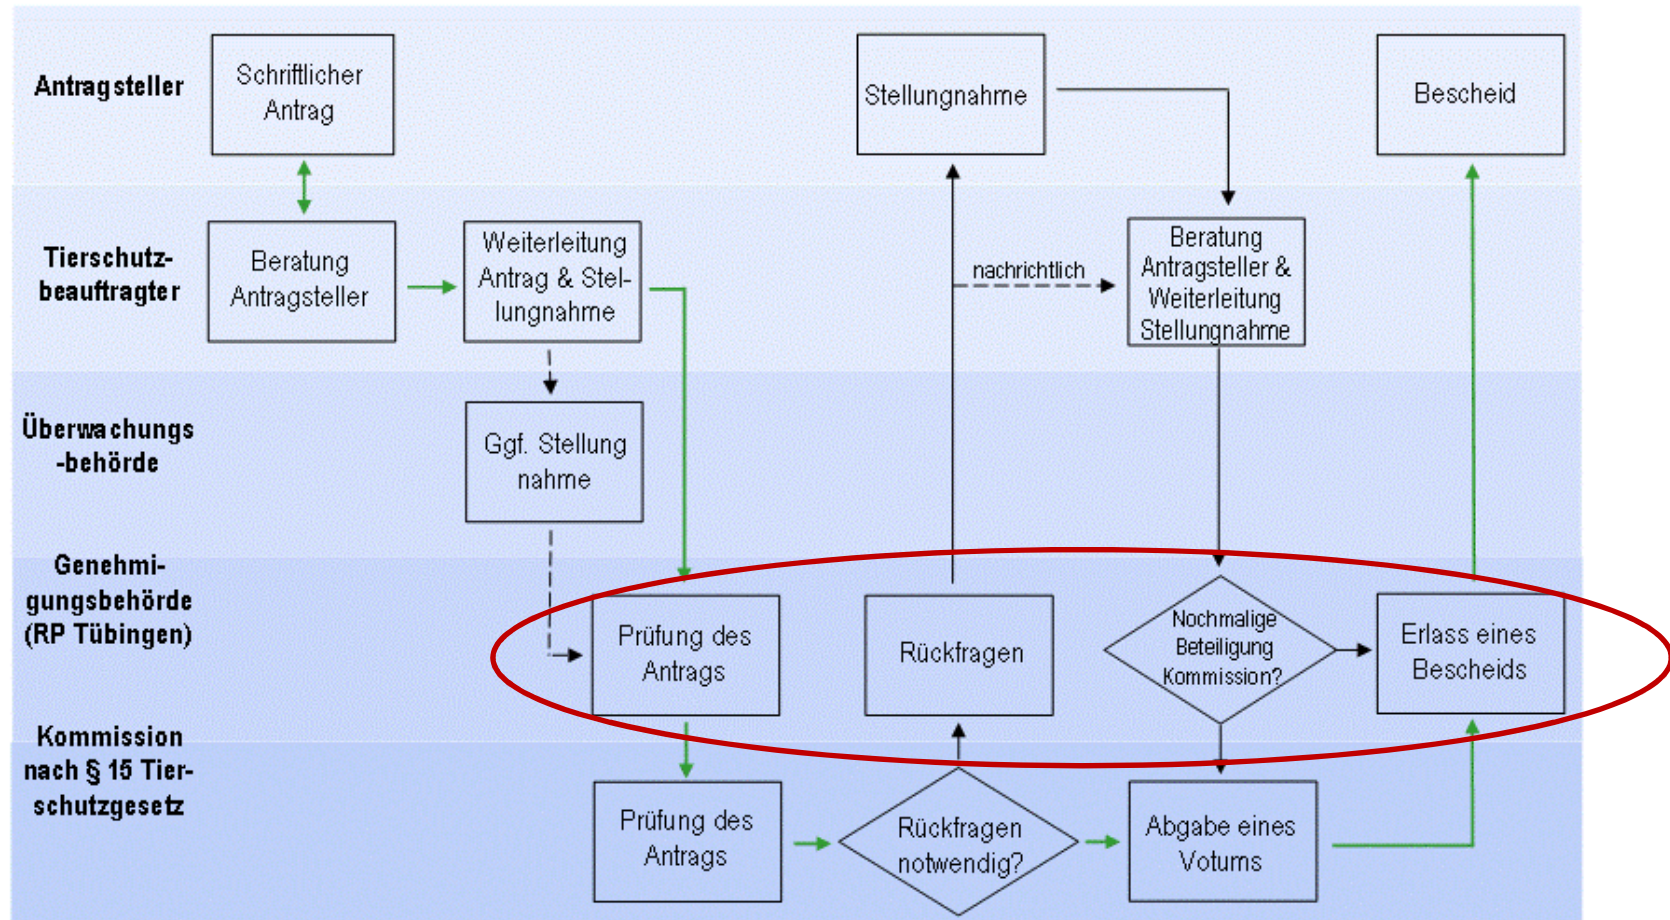 Antragsteller
Schriftlicher
Antrag
Stellungnahme
Bescheid
Tierschutz-
beauftragter
Beratung
Antragsteller
Weiterleitung
Antrag & Stel-
lungnahme
nachrichtlich
Beratung
Antragsteller &
Weiterleitung
Stellungnahme
Überwachungs
-behörde
Ggf. Stellung
nahme
Genehmi-
gungsbehörde
(RP Tübingen)
Prüfung des
Antrags
Rückfragen
Nochmalige
Beteiligung
Kommission?
Erlass eines
Bescheids
Kommission
nach § 15 Tier-
schutzgesetz
Prüfung des
Antrags
Rückfragen
notwendig?
Abgabe eines
Votums